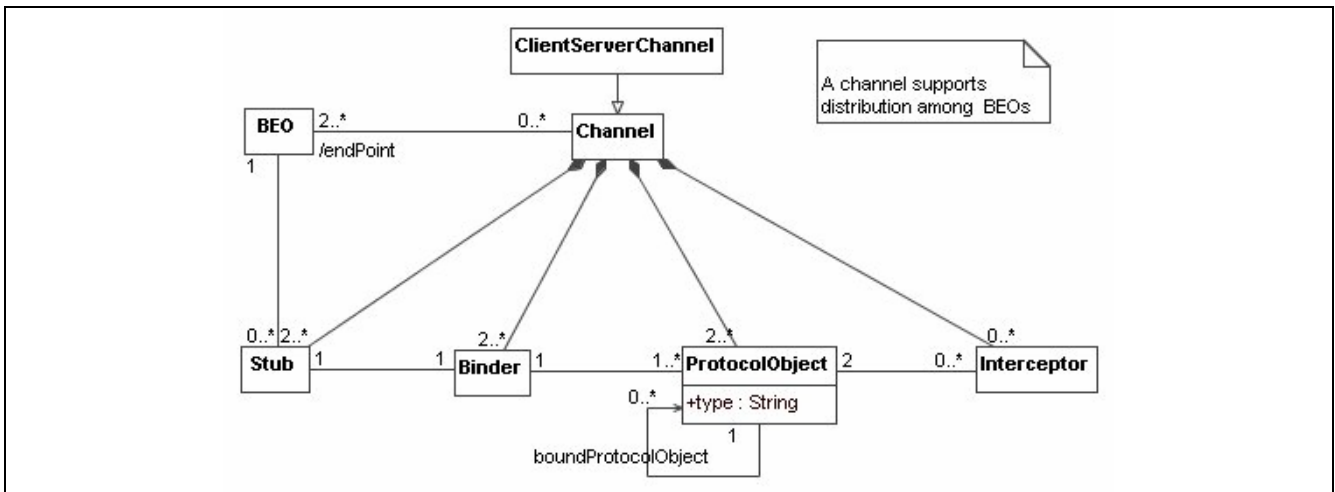 ClientServerChannel
A channel supports
distribution among BEOs
BEO
2..*
0..*
Channel
/endPoint
1
0..*
2..*
2..*
2..*
0..*
Stub
1
1
Binder
1
1..*
ProtocolObject
2
0..*
Interceptor
0..*
+type : String
1
boundProtocolObject